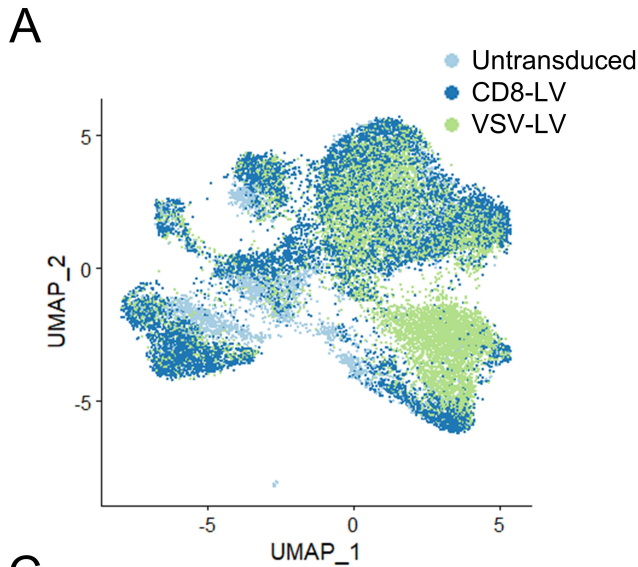 A
Untransduced
CD8-LV
VSV-LV
5
0
-5
UMAP_2
-5
0
5
UMAP_1